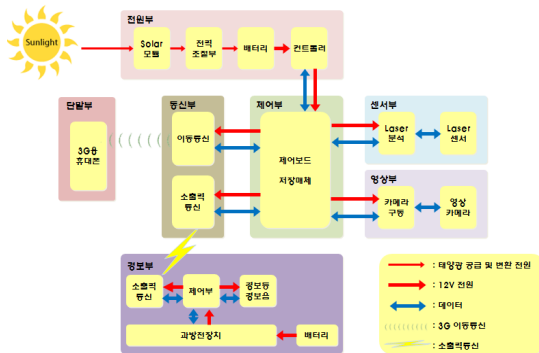 Sunlight
전원부
Solar
모듈
전력
조절부
배터리
컨트롤러
단말부
3G용
휴대폰
통신부
이동통신
소출력
통신
제어부
제어보드
저장매체
센서부
Laser
분석
Laser
센서
영상부
카메라
구동
영상
카메라
경보부
소출력
통신
제어부
경보등
경보음
과방전장치
배터리
: 태양광 공급 및 변환 전원
: 12V 전원
: 데이터
: 3G 이동통신
: 소출력통신